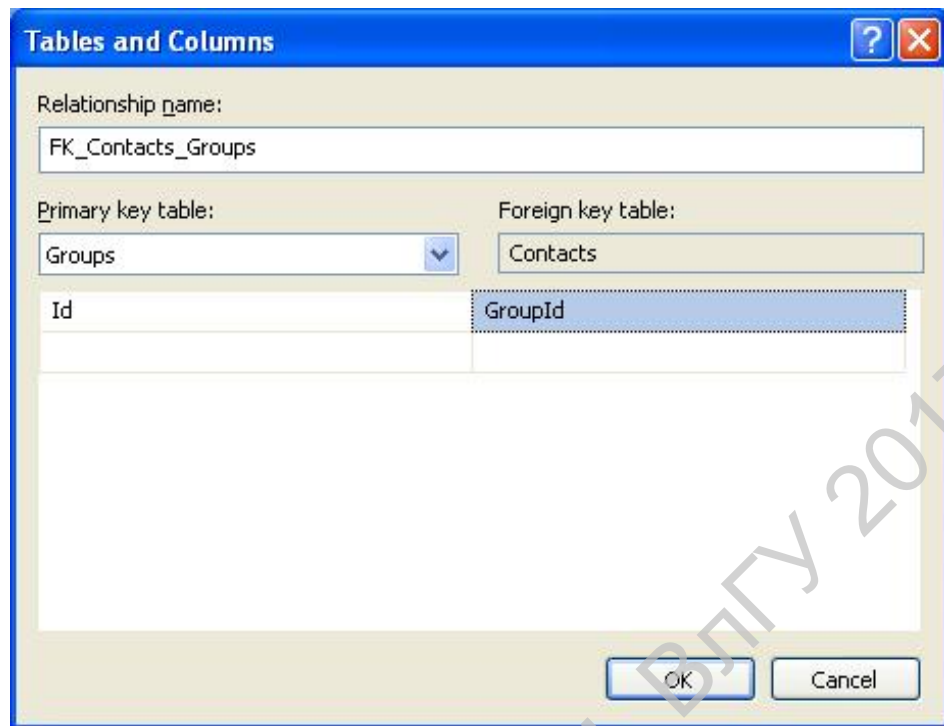 Tables and Columns
Relationship name:
FK_Contacts_Groups
Primary key table:
Foreign key table:
Groups
Contacts
Id
GroupId
OK
Cancel
ВлГУ 201